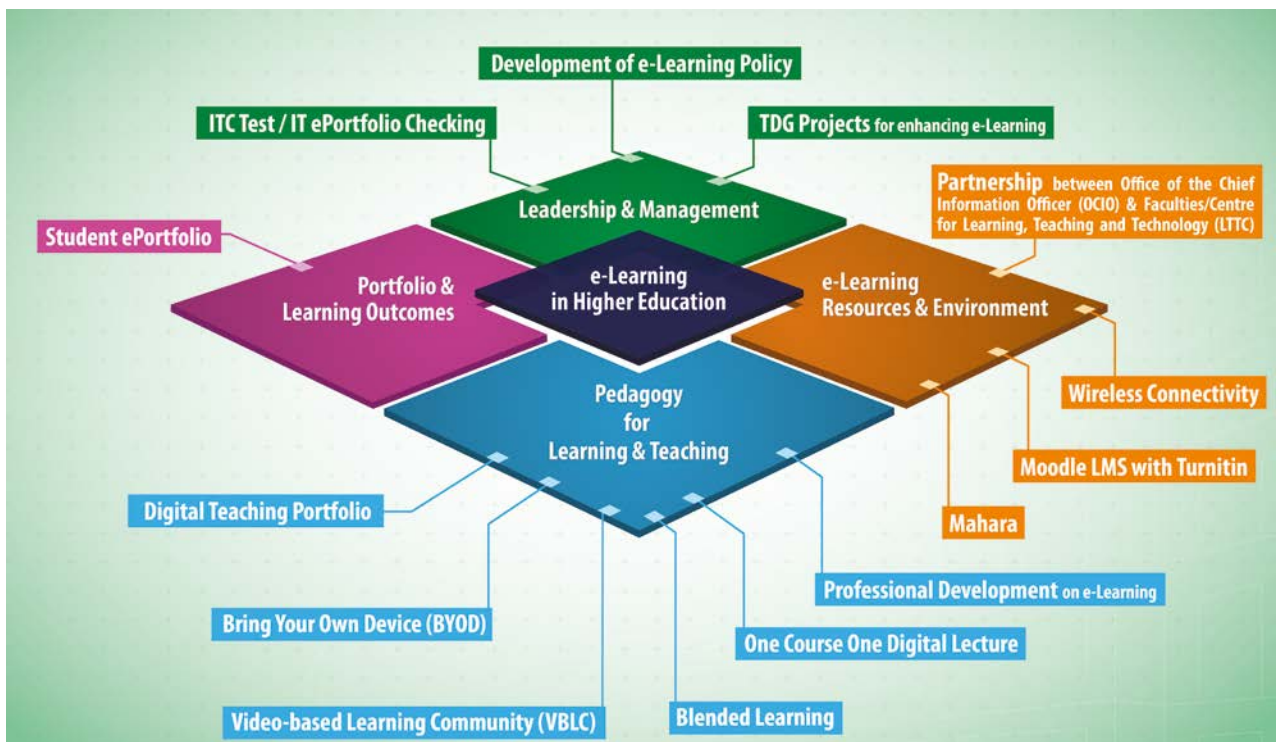 Development of e-Learning Policy
ITC Test / IT ePortfolio Checking
TDG Projects for enhancing e-Learning
Leadership & Management
Partnership between Office of the Chief
Information Officer (OCIO) & Faculties/Centre
for Learning, Teaching and Technology (LTTC)
Student ePortfolio
Portfolio &
Learning Outcomes
e-Learning
in Higher Education
e-Learning
Resources & Environment
Wireless Connectivity
Moodle LMS with Turnitin
Mahara
Pedagogy
for
Learning & Teaching
Digital Teaching Portfolio
Bring Your Own Device (BYOD)
Video-based Learning Community (VBLC)
Blended Learning
One Course One Digital Lecture
Professional Development on e-Learning